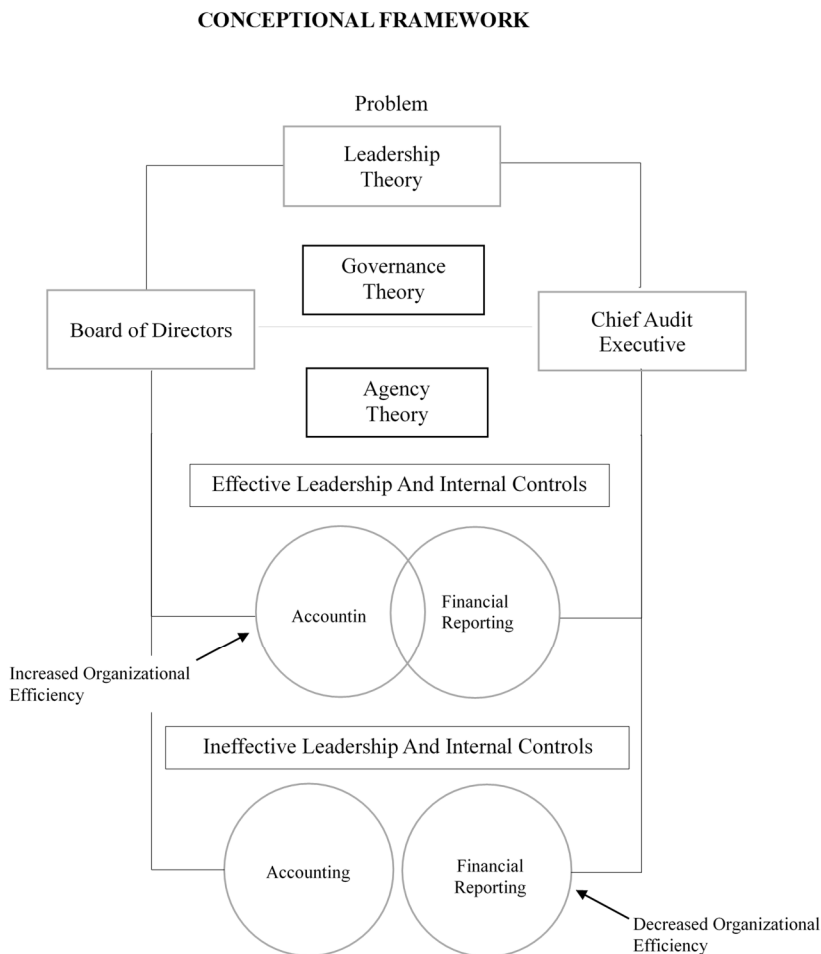 CONCEPTIONAL FRAMEWORK
Problem
Leadership
Theory
Governance
Theory
Board of Directors
Chief Audit
Executive
Agency
Theory
Effective Leadership And Internal Controls
Accountin
Financial
Reporting
Increased Organizational
Efficiency
Ineffective Leadership And Internal Controls
Accounting
Financial
Reporting
Decreased Organizational
Efficiency